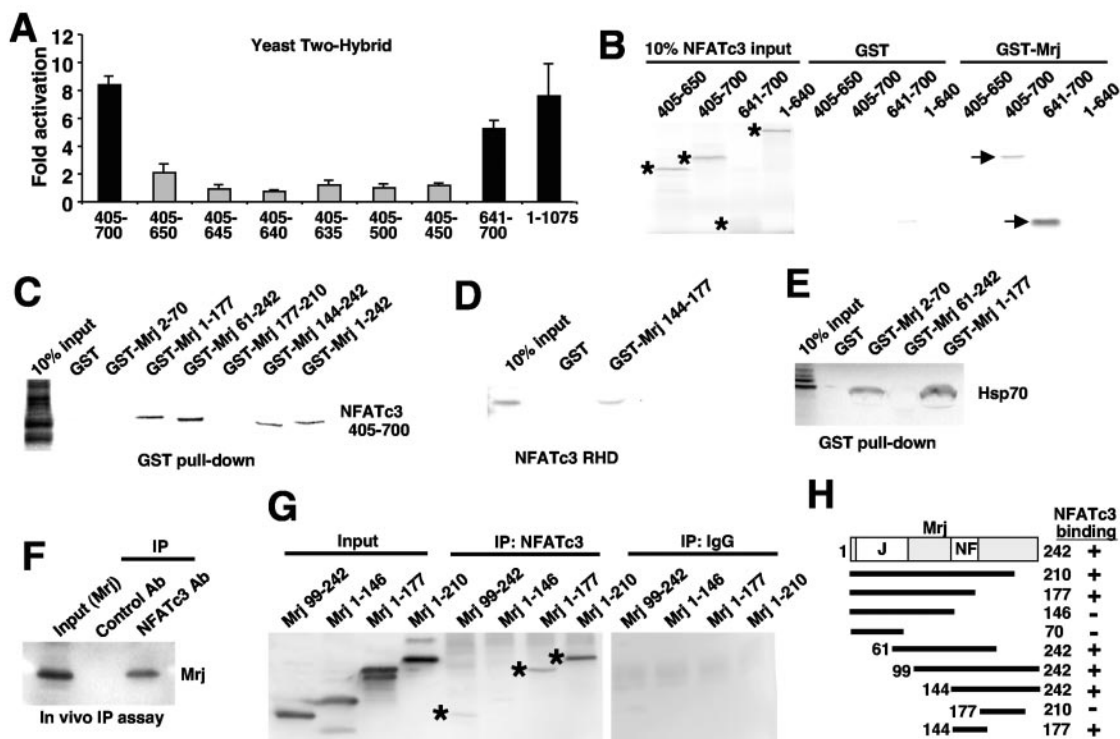 A
Yeast Two-Hybrid
Fold activation
12
10
8
6
4
2
0
405-700
405-650
405-645
405-640
405-635
405-500
405-450
641-700
1-1075
B
10% NFATc3 input
GST
GST-Mrj
405-650
405-700
641-700
1-640
405-650
405-700
641-700
1-640
405-650
405-700
641-700
1-640
*
*
*
*
C
10% input
GST
GST-Mrj 2-70
GST-Mrj 1-177
GST-Mrj 61-242
GST-Mrj 177-210
GST-Mrj 144-242
GST-Mrj 1-242
NFATc3
405-700
GST pull-down
D
10% input
GST
GST-Mrj 144-177
NFATc3 RHD
E
10% input
GST
GST-Mrj 2-70
GST-Mrj 61-242
GST-Mrj 1-177
Hsp70
GST pull-down
F
IP
Input (Mrj)
Control Ab
NFATc3 Ab
Mrj
In vivo IP assay
G
Input
IP: NFATc3
IP: IgG
Mrj 99-242
Mrj 1-146
Mrj 1-177
Mrj 1-210
Mrj 99-242
Mrj 1-146
Mrj 1-177
Mrj 1-210
Mrj 99-242
Mrj 1-146
Mrj 1-177
Mrj 1-210
*
*
*
H
Mrj
NFATc3
binding
1 J NF 242 +
210 +
177 +
146 -
70 -
61 242 +
99 242 +
144 242 +
177 210 -
144 177 +